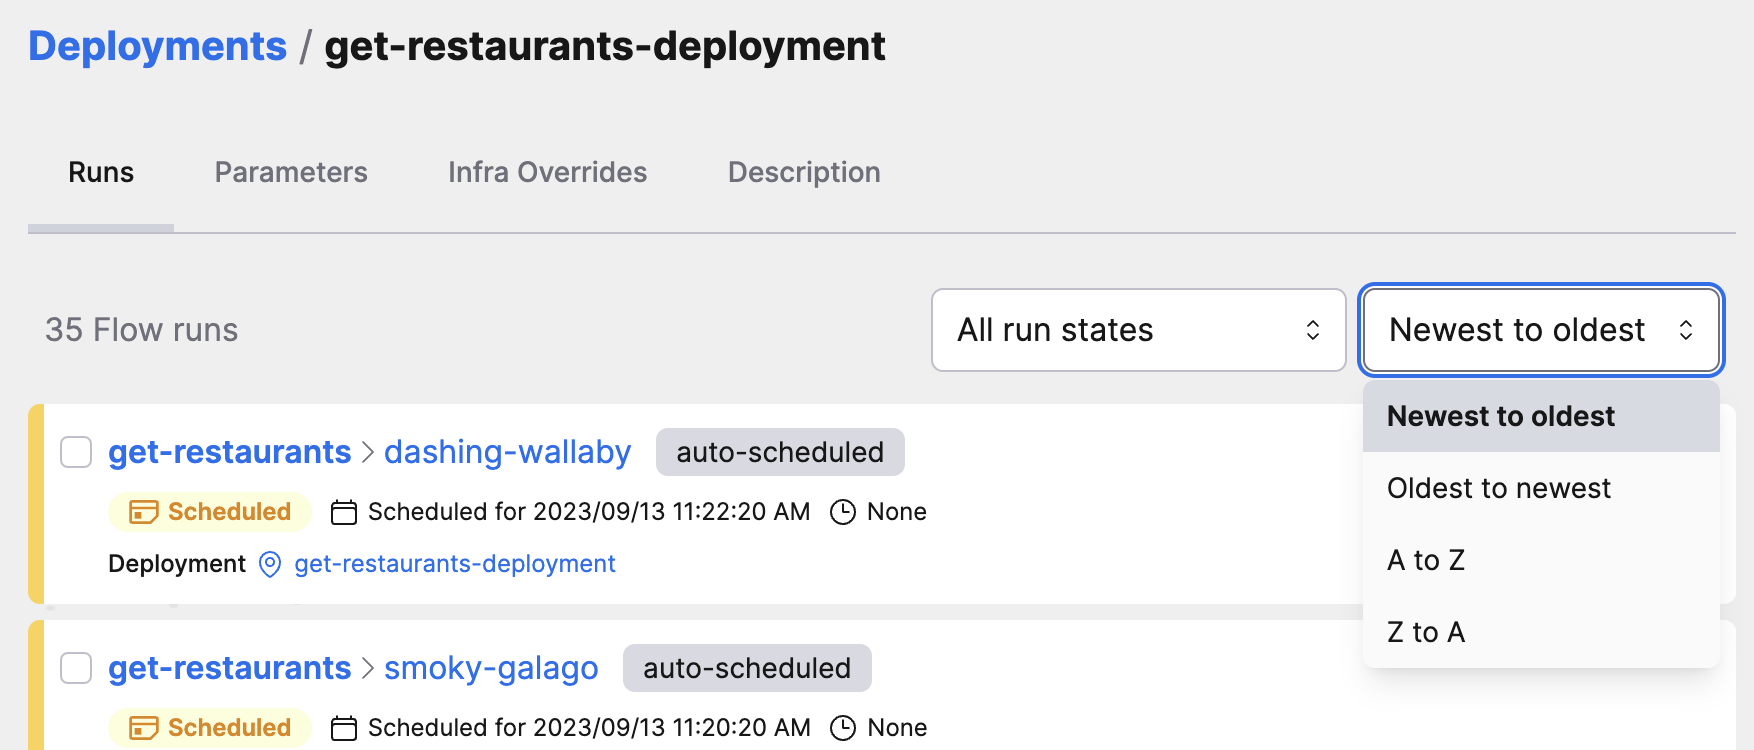 Deployments / get-restaurants-deployment
Runs Parameters Infra Overrides Description
35 Flow runs All run states Newest to oldest
Newest to oldest
Oldest to newest
A to Z
Z to A
get-restaurants > dashing-wallaby auto-scheduled
Scheduled Scheduled for 2023/09/13 11:22:20 AM None
Deployment get-restaurants-deployment
get-restaurants > smoky-galago auto-scheduled
Scheduled Scheduled for 2023/09/13 11:20:20 AM None